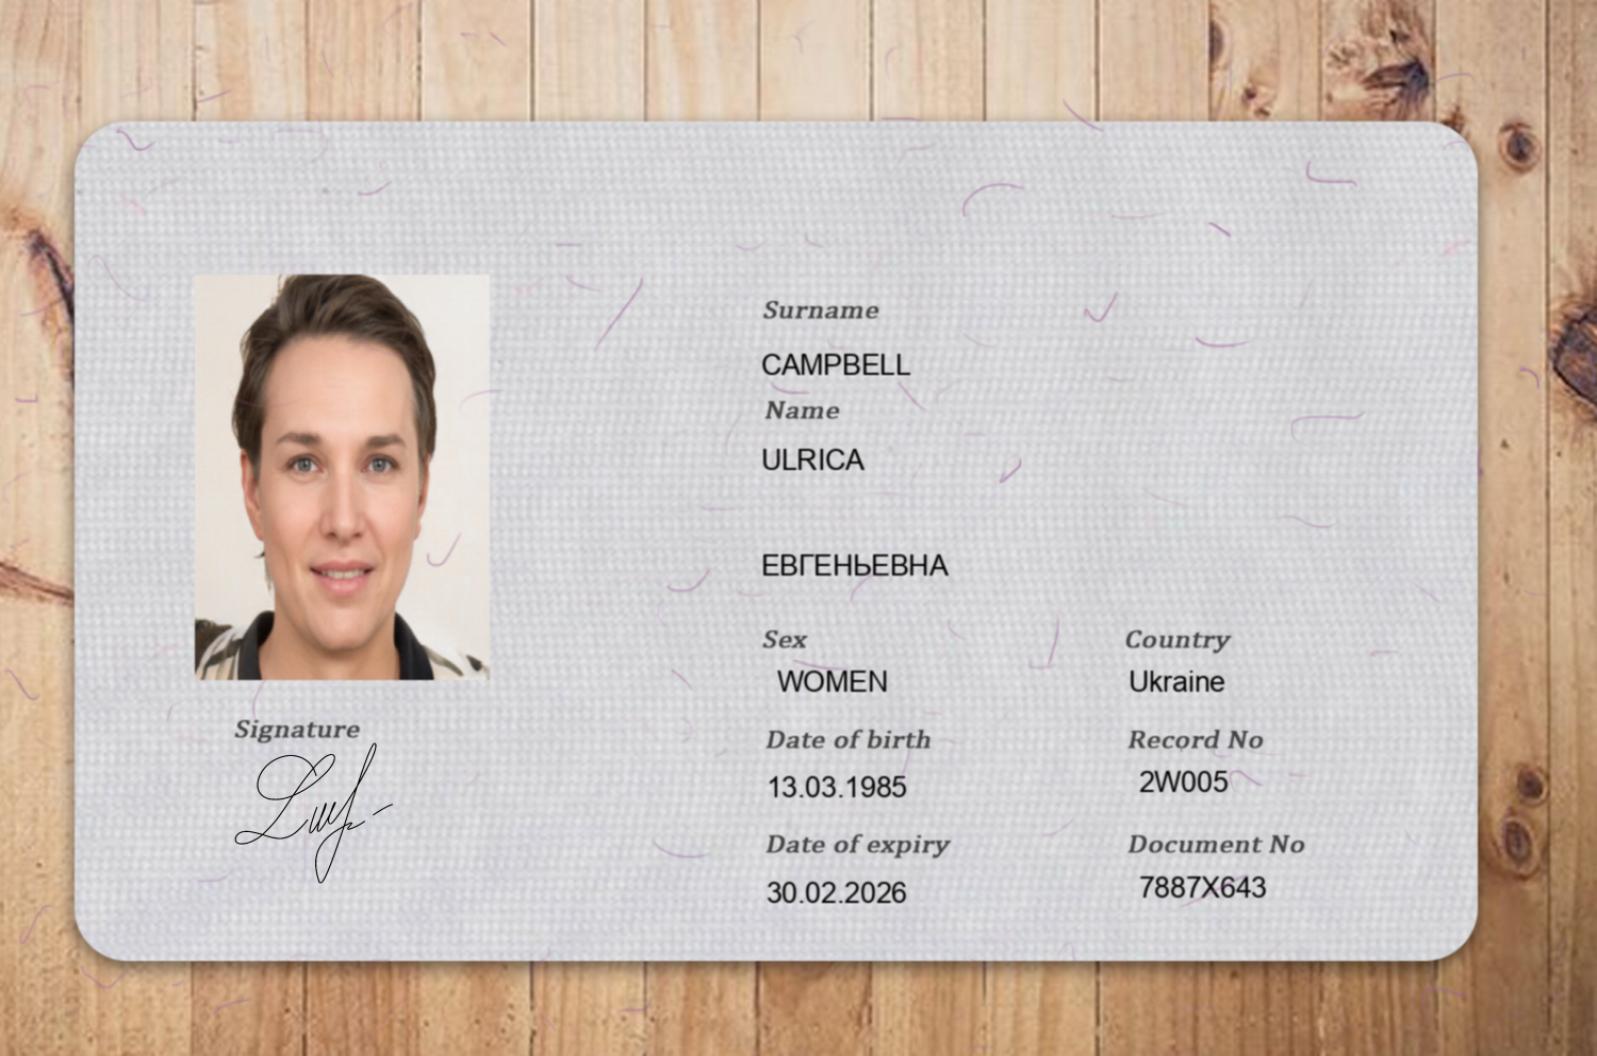 Surname
CAMPBELL
Name
ULRICA
ЕВГЕНЬЕВНА
Sex
Country
WOMEN
Ukraine
Date of birth
Record No
13.03.1985
2W005
Date of expiry
Document No
30.02.2026
7887X643
Signature